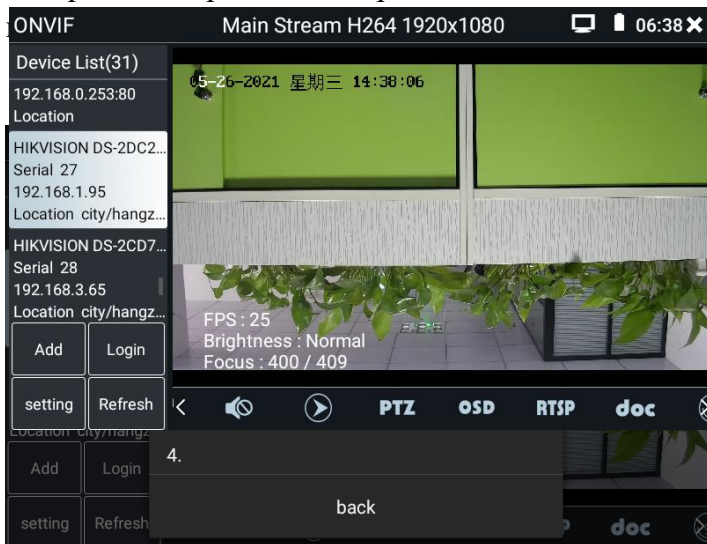 ONVIF
Main Stream H264 1920x1080
06:38
Device List(31)
192.168.0.253:80
Location
HIKVISION DS-2DC2...
Serial 27
192.168.1.95
Location city/hangz...
HIKVISION DS-2CD7...
Serial 28
192.168.3.65
Location city/hangz...
Add
Login
setting
Refresh
05-26-2021 星期三 14:38:06
FPS : 25
Brightness : Normal
Focus : 400 / 409
PTZ
OSD
RTSP
doc
Location city/hangz
Add
Login
setting
Refresh
4.
back
doc